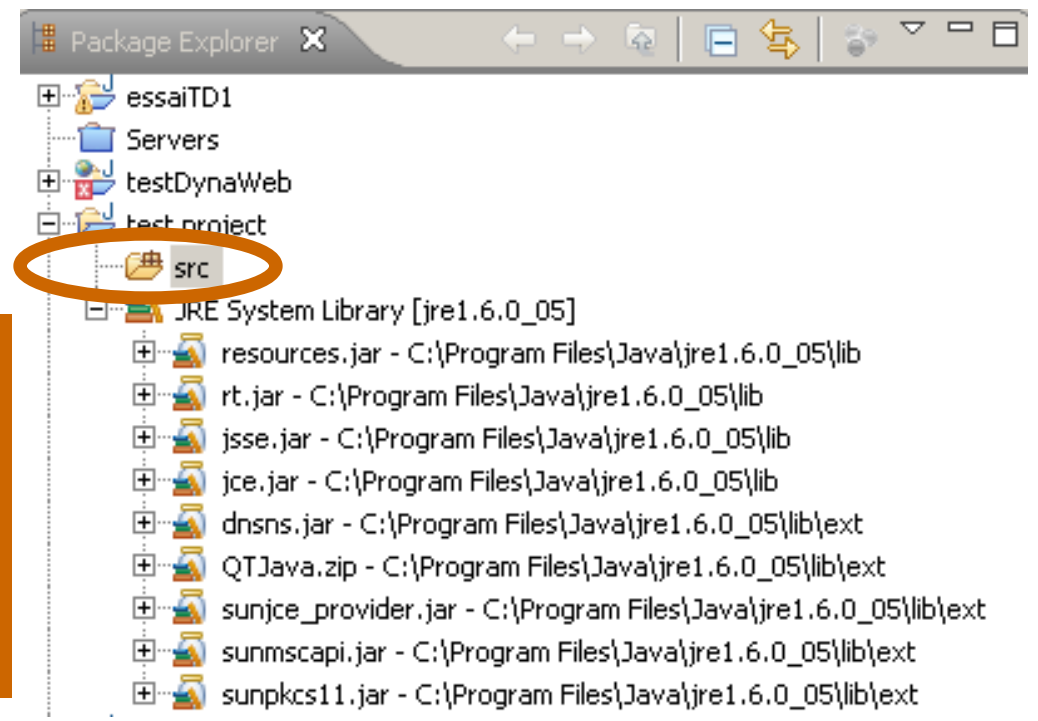 Package Explorer
essaiTD1
Servers
testDynaWeb
test project
src
JRE System Library [jre1.6.0_05]
resources.jar - C:\Program Files\Java\jre1.6.0_05\lib
rt.jar - C:\Program Files\Java\jre1.6.0_05\lib
jsse.jar - C:\Program Files\Java\jre1.6.0_05\lib
jce.jar - C:\Program Files\Java\jre1.6.0_05\lib
dnsns.jar - C:\Program Files\Java\jre1.6.0_05\lib\ext
QTJava.zip - C:\Program Files\Java\jre1.6.0_05\lib\ext
sunjce_provider.jar - C:\Program Files\Java\jre1.6.0_05\lib\ext
sunmscapi.jar - C:\Program Files\Java\jre1.6.0_05\lib\ext
sunpkcs11.jar - C:\Program Files\Java\jre1.6.0_05\lib\ext